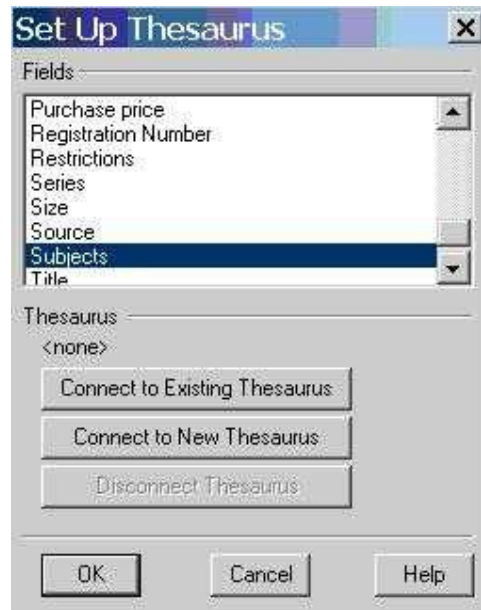 Set Up Thesaurus
Fields
Purchase price
Registration Number
Restrictions
Series
Size
Source
Subjects
Title
Thesaurus
<none>
Connect to Existing Thesaurus
Connect to New Thesaurus
Disconnect Thesaurus
OK Cancel Help